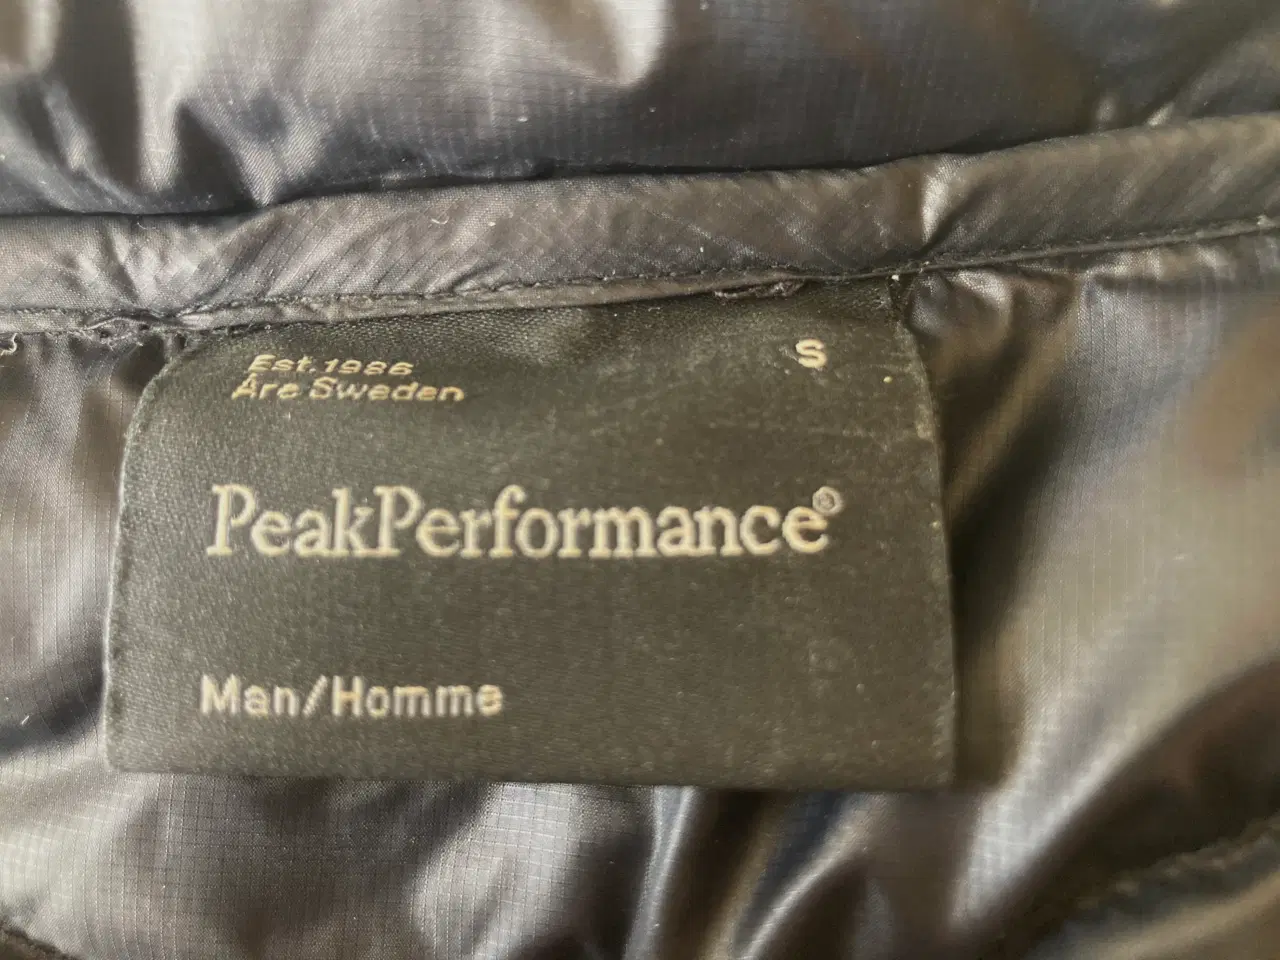 Est.1986
Åre Sweden
S
PeakPerformance®
Man/Homme